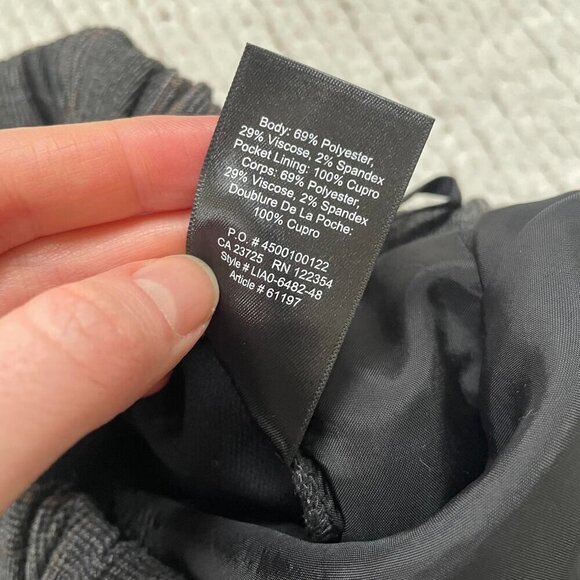 Body: 69% Polyester,
29% Viscose, 2% Spandex
Pocket Lining: 100% Cupro
Corps: 69% Polyester,
29% Viscose, 2% Spandex
Doublure De La Poche:
100% Cupro
P.O. # 4500100122
CA 23725 RN 122354
Style # LIA0-6482-48
Article # 61197